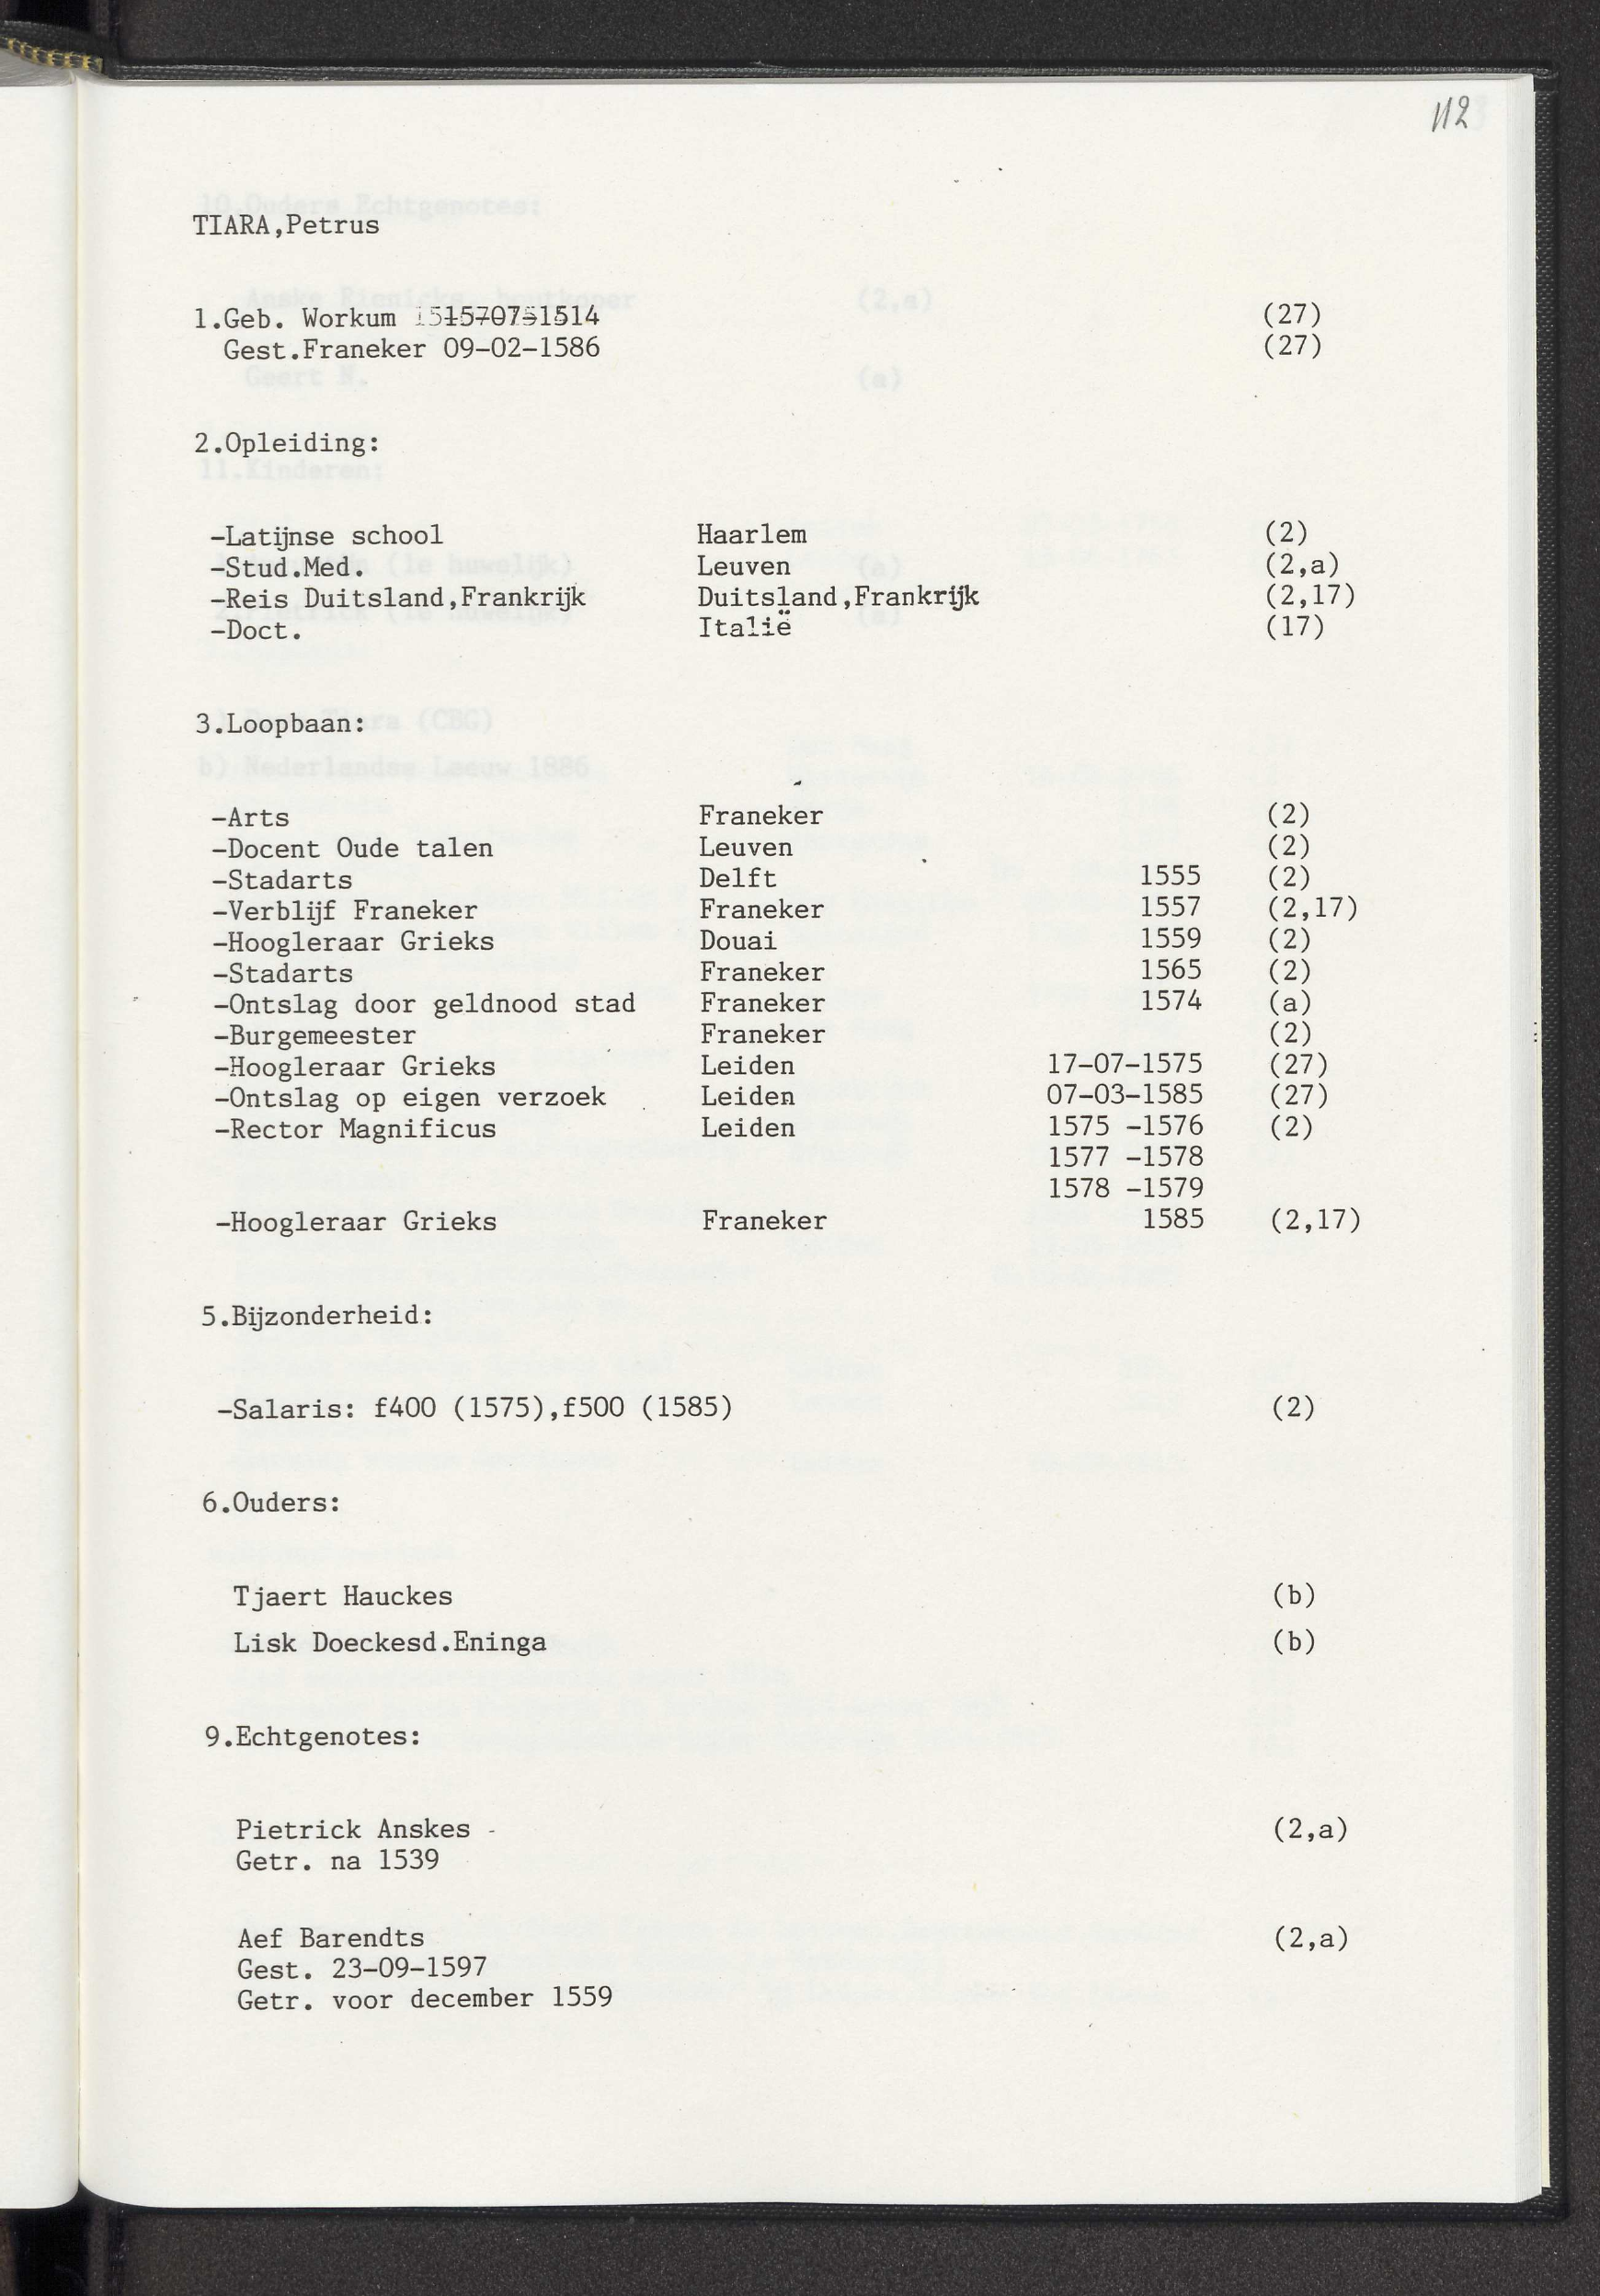 112
TIARA,Petrus
1.Geb. Workum 1514 (27)
Gest.Franeker 09-02-1586 (27)
2.Opleiding:
-Latijnse school Haarlem (2)
-Stud.Med. Leuven (2,a)
-Reis Duitsland,Frankrijk Duitsland,Frankrijk (2,17)
-Doct. Italië (17)
3.Loopbaan:
-Arts Franeker (2)
-Docent Oude talen Leuven (2)
-Stadarts Delft 1555 (2)
-Verblijf Franeker Franeker 1557 (2,17)
-Hoogleraar Grieks Douai 1559 (2)
-Stadarts Franeker 1565 (2)
-Ontslag door geldnood stad Franeker 1574 (a)
-Burgemeester Franeker (2)
-Hoogleraar Grieks Leiden 17-07-1575 (27)
-Ontslag op eigen verzoek Leiden 07-03-1585 (27)
-Rector Magnificus Leiden 1575 -1576 (2)
1577 -1578
1578 -1579
-Hoogleraar Grieks Franeker 1585 (2,17)
5.Bijzonderheid:
-Salaris: f400 (1575),f500 (1585) (2)
6.Ouders:
Tjaert Hauckes (b)
Lisk Doeckesd.Eninga (b)
9.Echtgenotes:
Pietrick Anskes - (2,a)
Getr. na 1539
Aef Barendts (2,a)
Gest. 23-09-1597
Getr. voor december 1559